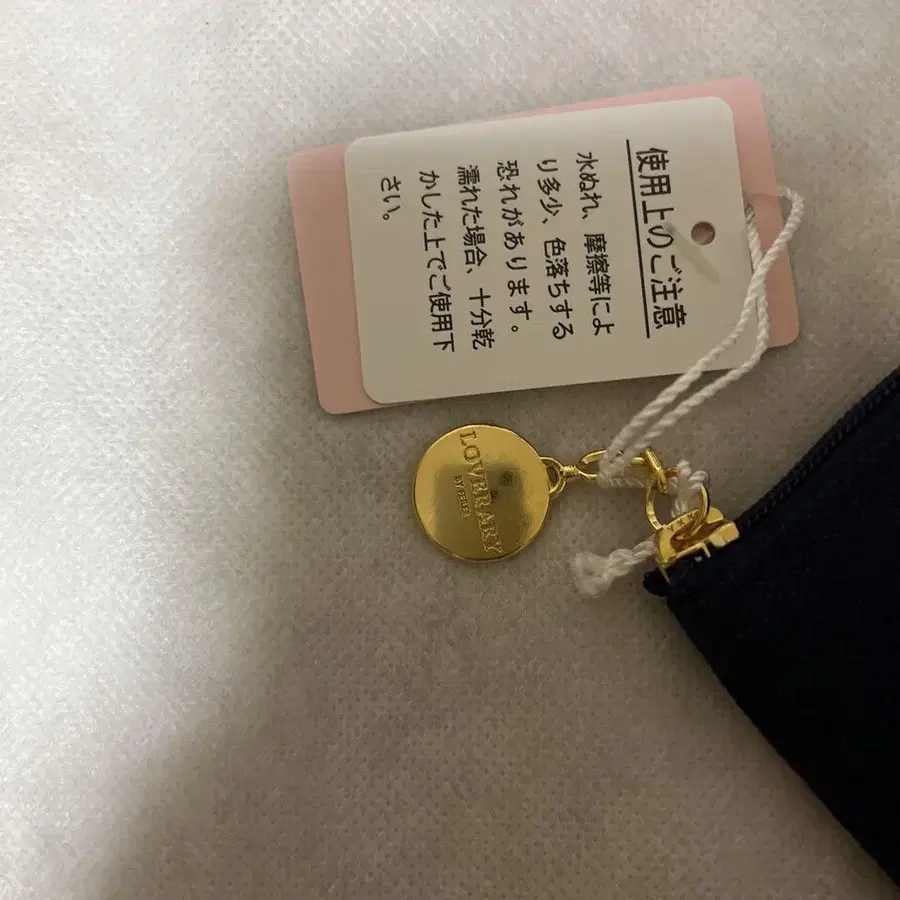 使用上のご注意
水ぬれ、摩擦等によ
り多少、色落ちする
恐れがあります。
濡れた場合、十分乾
かした上でご使用下
さい。
LOVERARY
BY FEILER